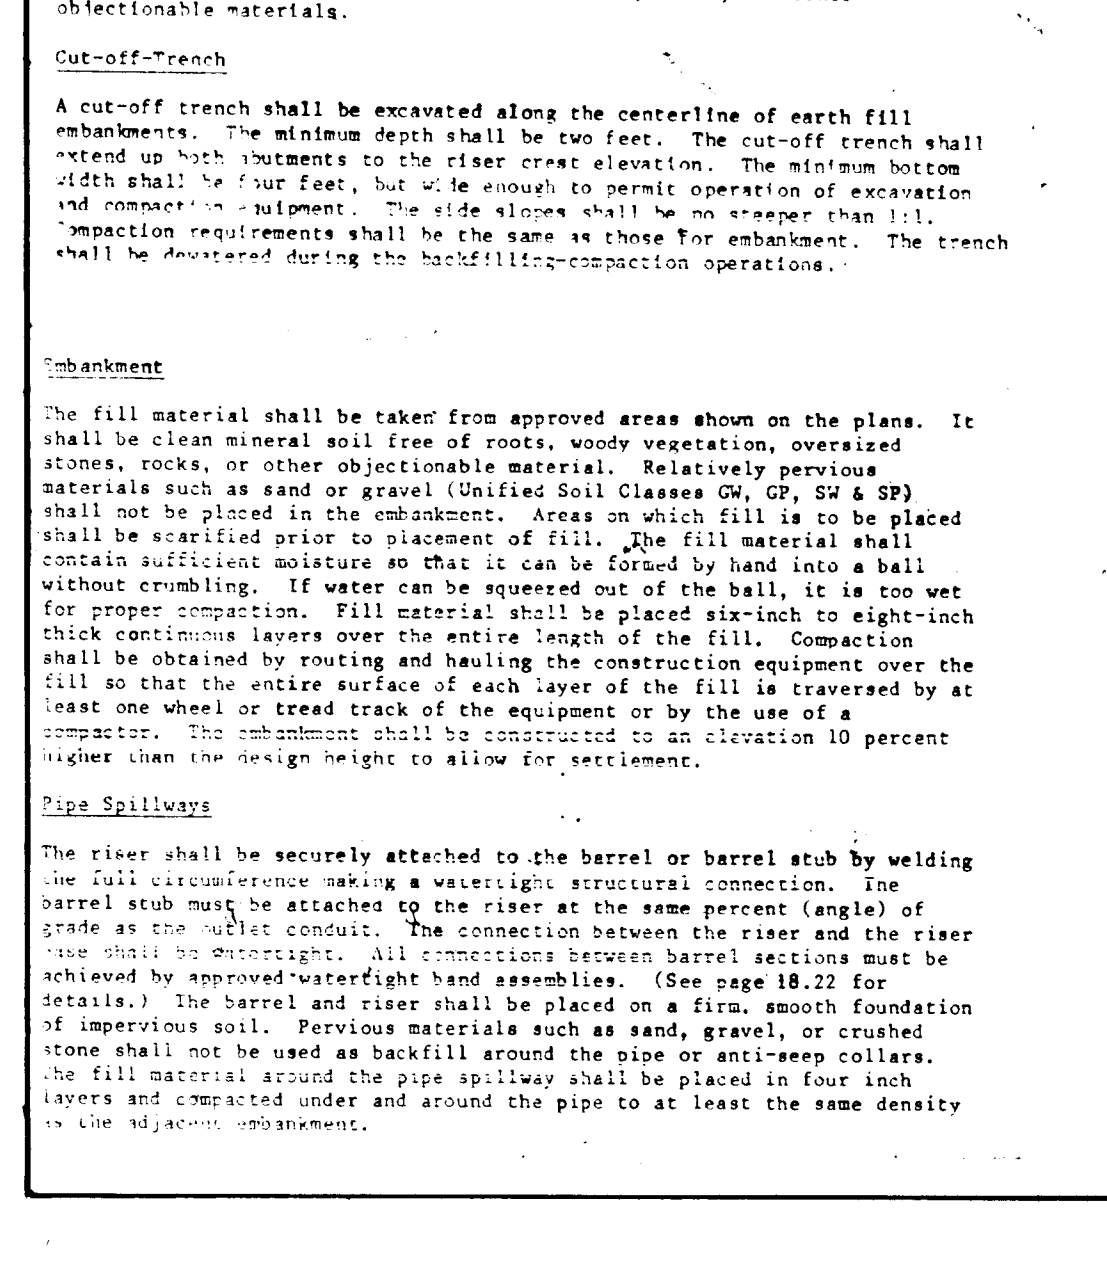 objectionable materials.
Cut-off-Trench
A cut-off trench shall be excavated along the centerline of earth fill
embankments. The minimum depth shall be two feet. The cut-off trench shall
extend up both abutments to the riser crest elevation. The minimum bottom
width shall be four feet, but wide enough to permit operation of excavation
and compaction equipment. The side slopes shall be no steeper than 1:1.
Compaction requirements shall be the same as those for embankment. The trench
shall be dewatered during the backfilling-compaction operations.
Embankment
The fill material shall be taken from approved areas shown on the plans. It
shall be clean mineral soil free of roots, woody vegetation, oversized
stones, rocks, or other objectionable material. Relatively pervious
materials such as sand or gravel (Unified Soil Classes GW, GP, SW & SP)
shall not be placed in the embankment. Areas on which fill is to be placed
shall be scarified prior to placement of fill. The fill material shall
contain sufficient moisture so that it can be formed by hand into a ball
without crumbling. If water can be squeezed out of the ball, it is too wet
for proper compaction. Fill material shall be placed six-inch to eight-inch
thick continuous layers over the entire length of the fill. Compaction
shall be obtained by routing and hauling the construction equipment over the
fill so that the entire surface of each layer of the fill is traversed by at
least one wheel or tread track of the equipment or by the use of a
compactor. The embankment shall be constructed to an elevation 10 percent
higher than the design height to allow for settlement.
Pipe Spillways
The riser shall be securely attached to the barrel or barrel stub by welding
the full circumference making a watertight structural connection. The
barrel stub must be attached to the riser at the same percent (angle) of
grade as the outlet conduit. The connection between the riser and the riser
base shall be watertight. All connections between barrel sections must be
achieved by approved watertight band assemblies. (See page 18.22 for
details.) The barrel and riser shall be placed on a firm, smooth foundation
of impervious soil. Pervious materials such as sand, gravel, or crushed
stone shall not be used as backfill around the pipe or anti-seep collars.
The fill material around the pipe spillway shall be placed in four inch
layers and compacted under and around the pipe to at least the same density
as the adjacent embankment.